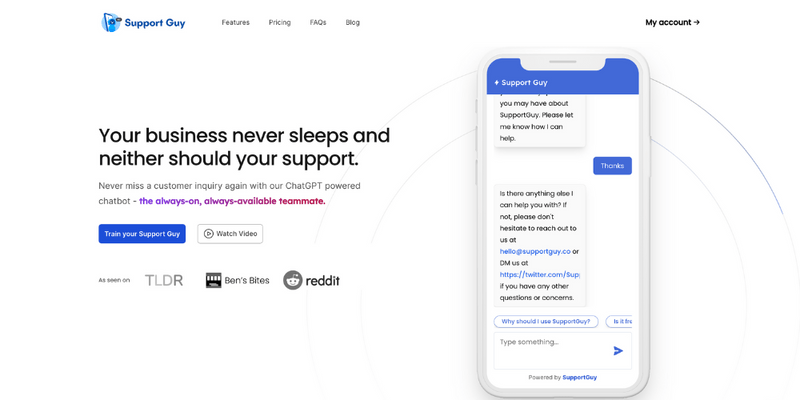 Support Guy
Features
Pricing
FAQs
Blog
My account →
Your business never sleeps and
neither should your support.
Never miss a customer inquiry again with our ChatGPT powered
chatbot - the always-on, always-available teammate.
Train your Support Guy
Watch Video
As seen on
TLDR
Ben's Bites
reddit
Support Guy
you may have about
SupportGuy. Please let
me know how I can
help.
Thanks
Is there anything else I
can help you with? If
not, please don't
hesitate to reach out to
us at
hello@supportguy.co or
DM us at
https://twitter.com/Sup
if you have any other
questions or concerns.
Why should I use SupportGuy?
Is it
Type something...
Powered by SupportGuy